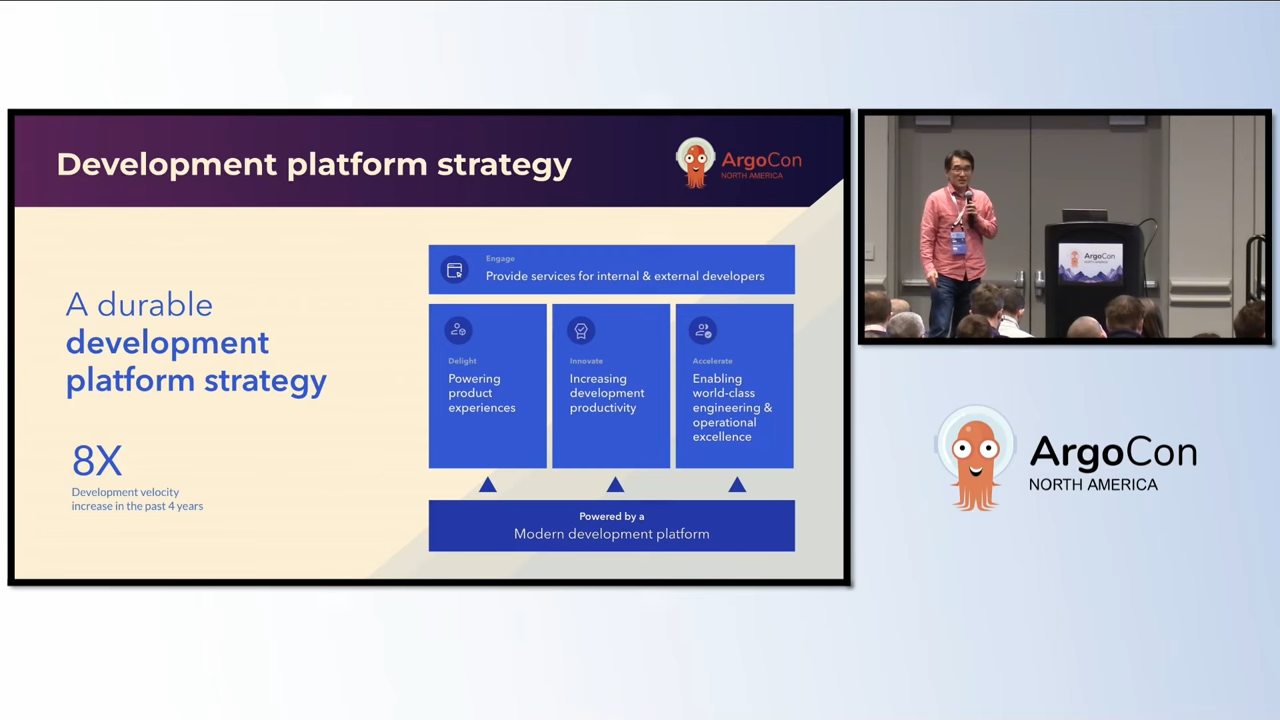 Development platform strategy
ArgoCon
NORTH AMERICA
A durable
development
platform strategy
8X
Development velocity
increase in the past 4 years
Engage
Provide services for internal & external developers
Delight
Powering
product
experiences
Innovate
Increasing
development
productivity
Accelerate
Enabling
world-class
engineering &
operational
excellence
Powered by a
Modern development platform
ArgoCon
NORTH AMERICA
ArgoCon
NORTH AMERICA